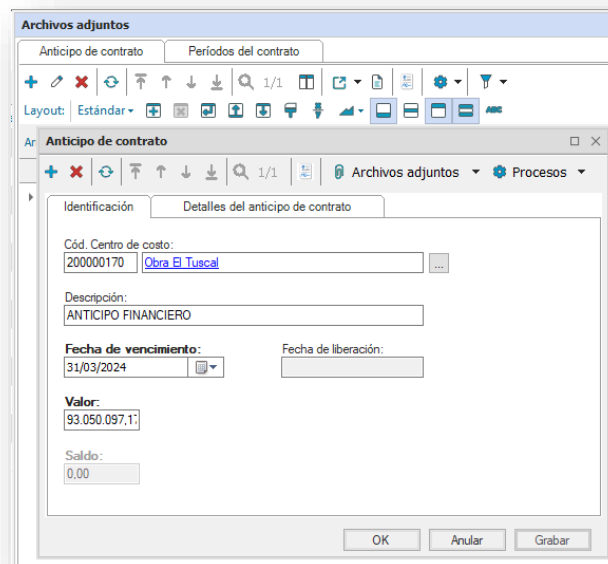 Archivos adjuntos
Anticipo de contrato Períodos del contrato
1/1
Layout: Estándar ABC
Anticipo de contrato
1/1 Archivos adjuntos Procesos
Identificación Detalles del anticipo de contrato
Cód. Centro de costo:
200000170 Obra El Tuscal ...
Descripción:
ANTICIPO FINANCIERO
Fecha de vencimiento: Fecha de liberación:
31/03/2024
Valor:
93.050.097,1
Saldo:
0,00
OK Anular Grabar